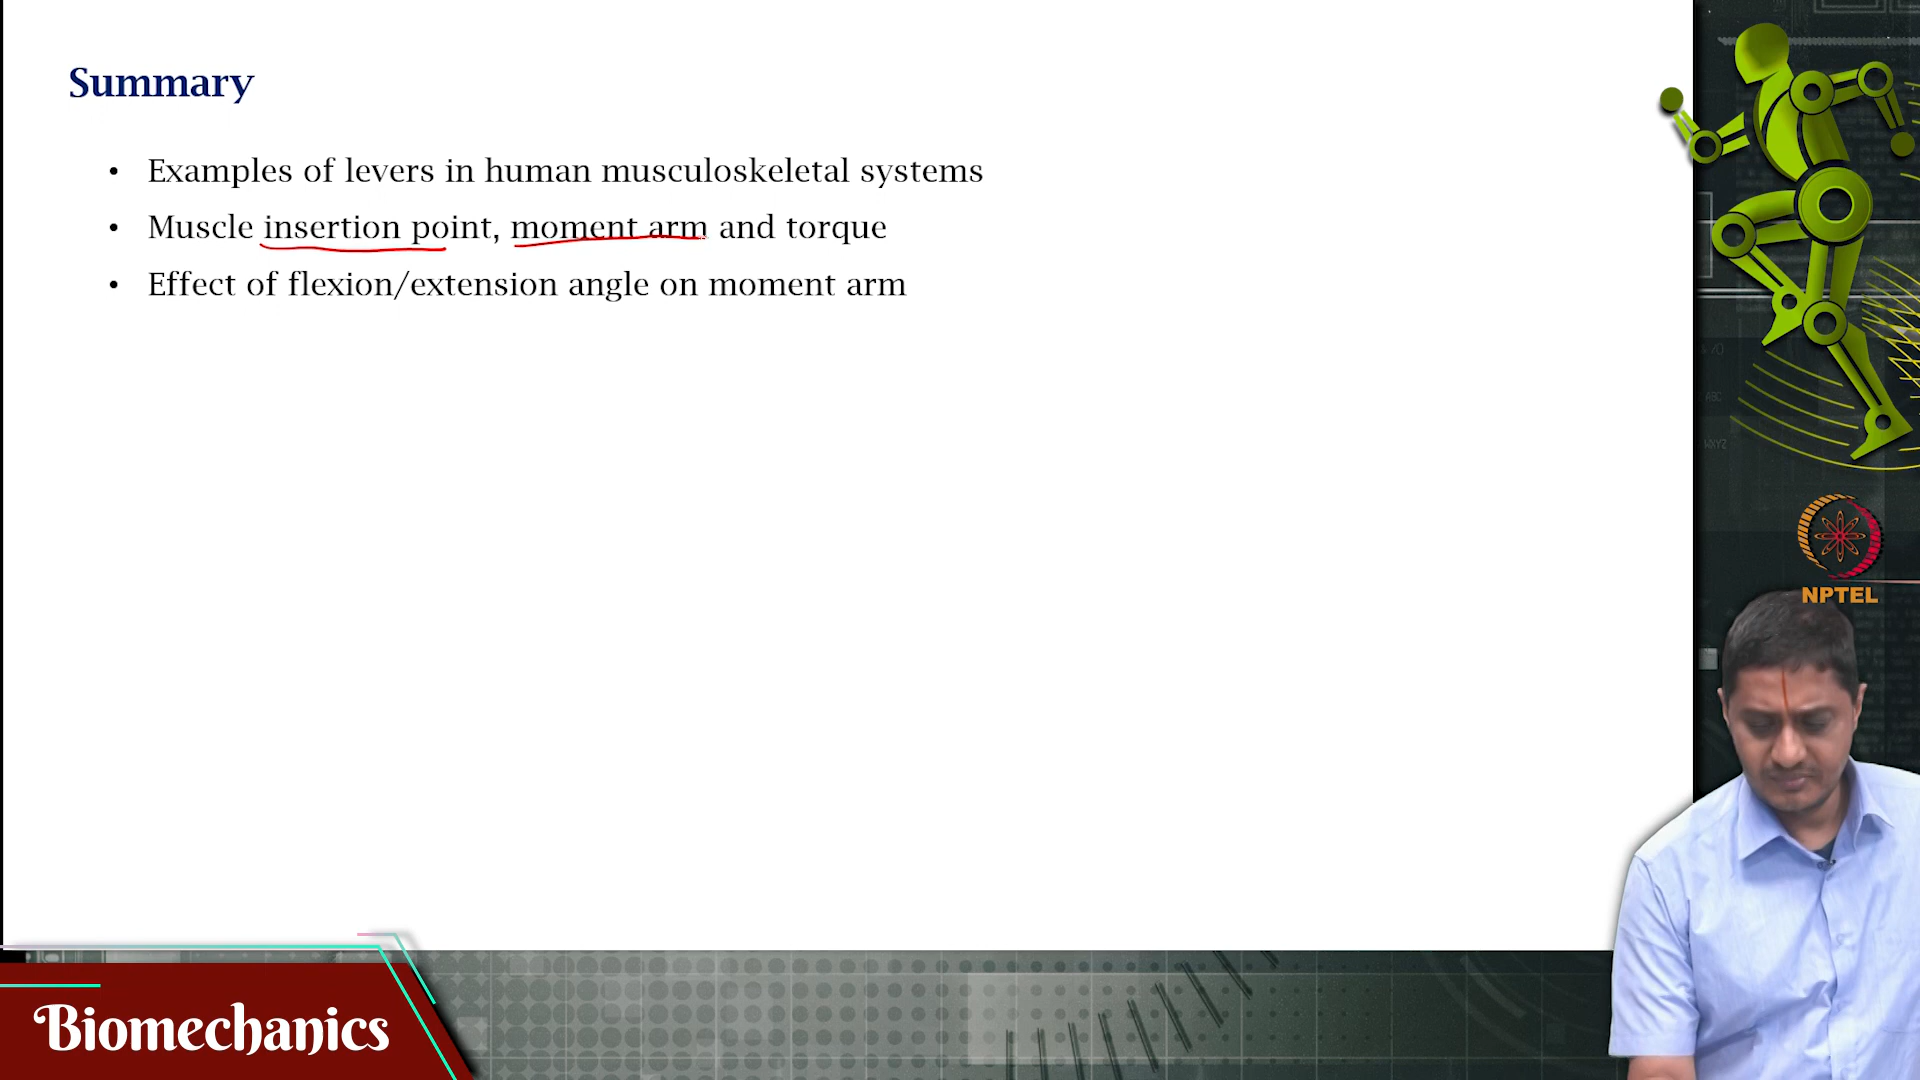 Summary
• Examples of levers in human musculoskeletal systems
• Muscle insertion point, moment arm and torque
• Effect of flexion/extension angle on moment arm
NPTEL
Biomechanics